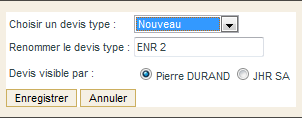 Choisir un devis type : Nouveau
Renommer le devis type : ENR 2
Devis visible par : Pierre DURAND JHR SA
Enregistrer Annuler